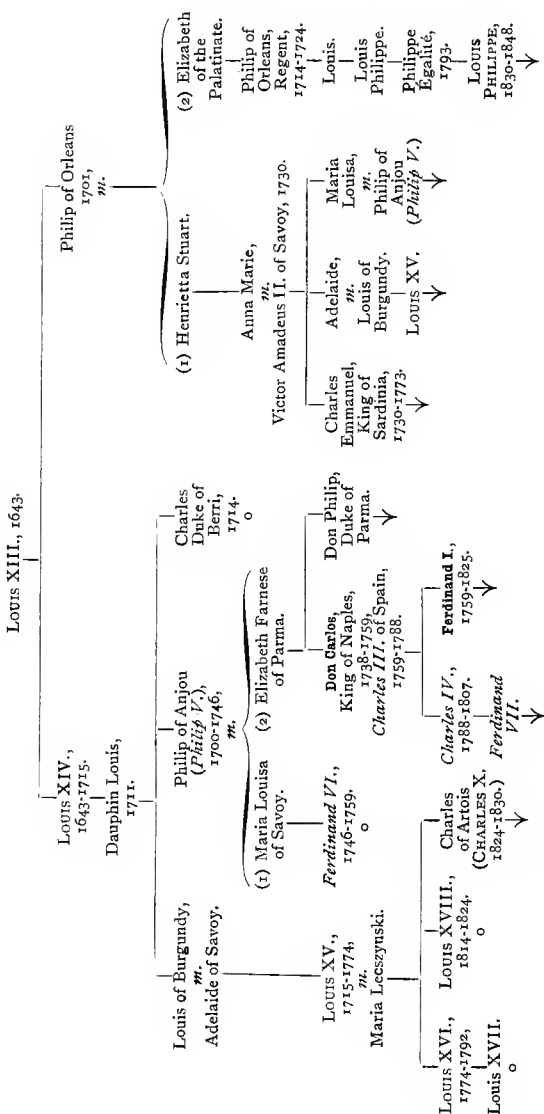 LOUIS XIII., 1643.
LOUIS XIV.,
1643-1715.
Dauphin Louis,
1711.
Philip of Orleans
1701,
m.
Louis of Burgundy,
m.
Adelaide of Savoy.
Philip of Anjou
(Philip V.),
1700-1746,
m.
Charles
Duke of
Berri,
1714.
o
(1) Maria Louisa
of Savoy.
(2) Elizabeth Farnese
of Parma.
Ferdinand VI.,
1746-1759.
o
Don Carlos,
King of Naples,
1738-1759,
Charles III. of Spain,
1759-1788.
Don Philip,
Duke of
Parma.
Charles IV.,
1788-1807.
Ferdinand
VII.
Ferdinand I.,
1759-1825.
LOUIS XV.,
1715-1774,
m.
Maria Lecszynski.
LOUIS XVI.,
1774-1792,
Louis XVII.
o
LOUIS XVIII.,
1814-1824.
o
Charles
of Artois
(CHARLES X.
1824-1830.)
(1) Henrietta Stuart.
Anna Marie,
m.
Victor Amadeus II. of Savoy, 1730.
Charles
Emmanuel,
King of
Sardinia,
1730-1773.
Adelaide,
m.
Louis of
Burgundy.
LOUIS XV.
Maria
Louisa,
m.
Philip of
Anjou
(Philip V.)
(2) Elizabeth
of the
Palatinate.
Philip of
Orleans,
Regent,
1714-1724.
Louis.
Louis
Philippe.
Philippe
Égalité,
1793.
LOUIS
PHILIPPE,
1830-1848.